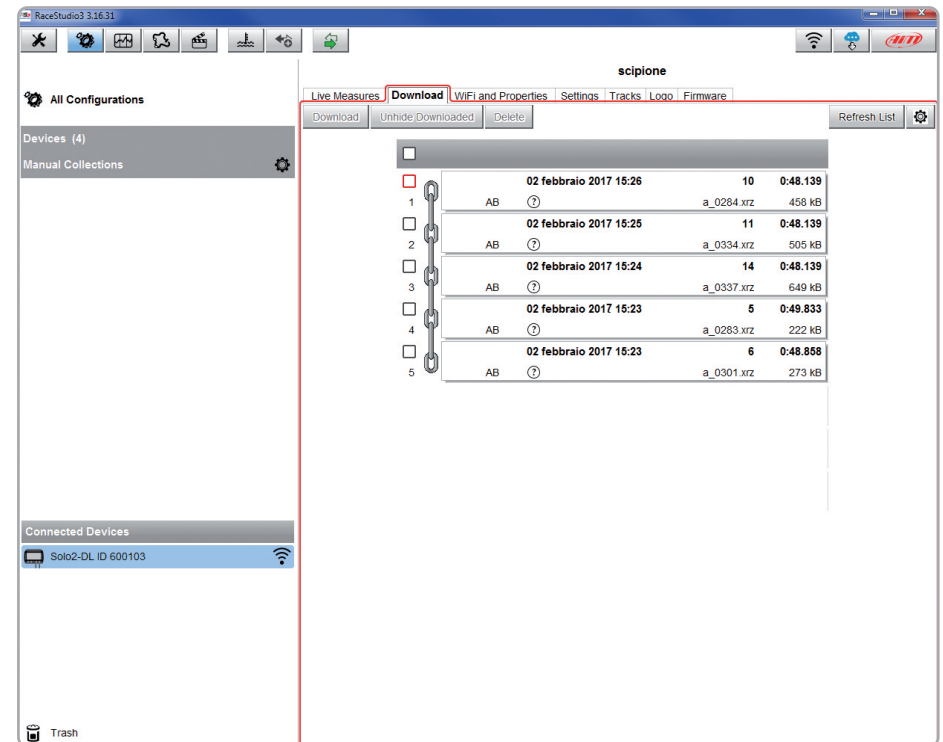 RaceStudio3 3.16.31
AiM
scipione
All Configurations
Live Measures Download WiFi and Properties Settings Tracks Logo Firmware
Download Unhide Downloaded Delete Refresh List
Devices (4)
Manual Collections
02 febbraio 2017 15:26 10 0:48.139
1 AB ? a_0284.xrz 458 kB
02 febbraio 2017 15:25 11 0:48.139
2 AB ? a_0334.xrz 505 kB
02 febbraio 2017 15:24 14 0:48.139
3 AB ? a_0337.xrz 649 kB
02 febbraio 2017 15:23 5 0:49.833
4 AB ? a_0283.xrz 222 kB
02 febbraio 2017 15:23 6 0:48.858
5 AB ? a_0301.xrz 273 kB
Connected Devices
Solo2-DL ID 600103
Trash